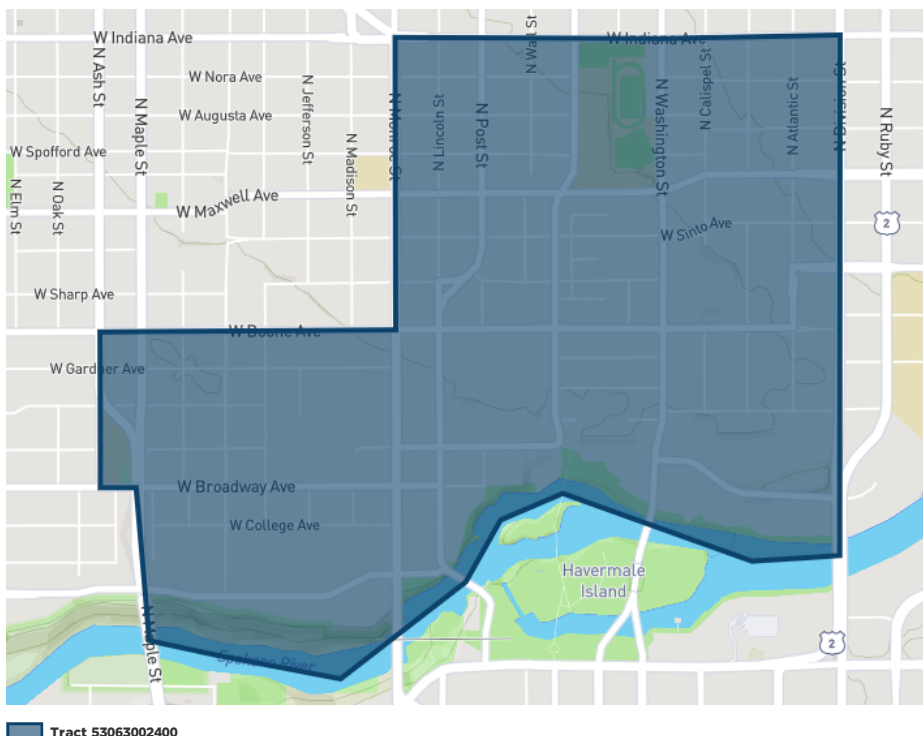 W Indiana Ave
W Indiana Ave
N Wall St
N Ash St
N Maple St
W Nora Ave
N Jefferson St
W Augusta Ave
N Madison St
N Monroe St
N Lincoln St
N Post St
N Washington St
N Calispel St
N Atlantic St
N Division St
N Ruby St
W Spofford Ave
N Elm St
N Oak St
W Maxwell Ave
2
W Sinto Ave
W Sharp Ave
W Boone Ave
W Gardner Ave
W Broadway Ave
W College Ave
Havermale
Island
N Maple St
Spokane River
2
Tract 53063002400